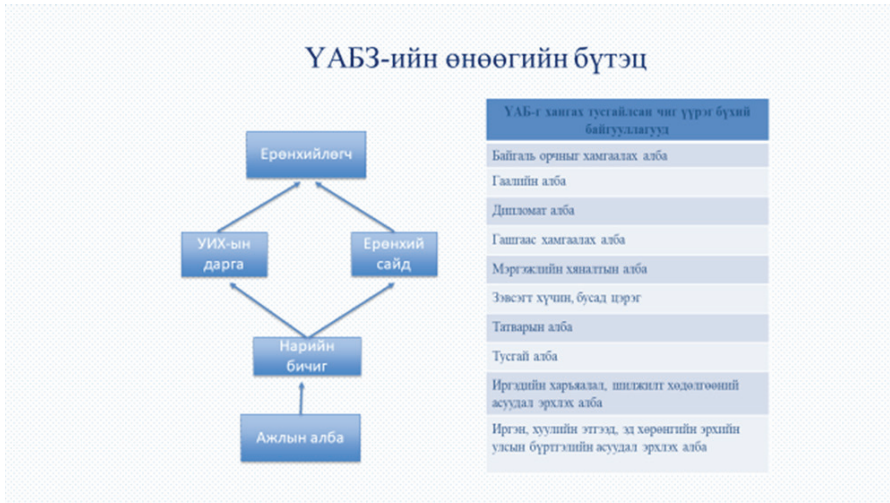 ҮАБЗ-ийн өнөөгийн бүтэц
Ерөнхийлөгч
УИХ-ын
дарга
Ерөнхий
сайд
Нарийн
бичиг
Ажлын алба
ҮАБ-г хангах тусгайлсан чиг үүрэг бүхий
байгууллагууд
Байгаль орчныг хамгаалах алба
Гаалийн алба
Дипломат алба
Гашгаас хамгаалах алба
Мэргэжлийн хяналтын алба
Зэвсэгт хүчин, бусад цэрэг
Татварын алба
Тусгай алба
Иргэдийн харъяалал, шилжилт хөдөлгөөний
асуудал эрхлэх алба
Иргэн, хуулийн этгээд, эд хөрөнгийн эрхийн
улсын бүртгэлийн асуудал эрхлэх алба